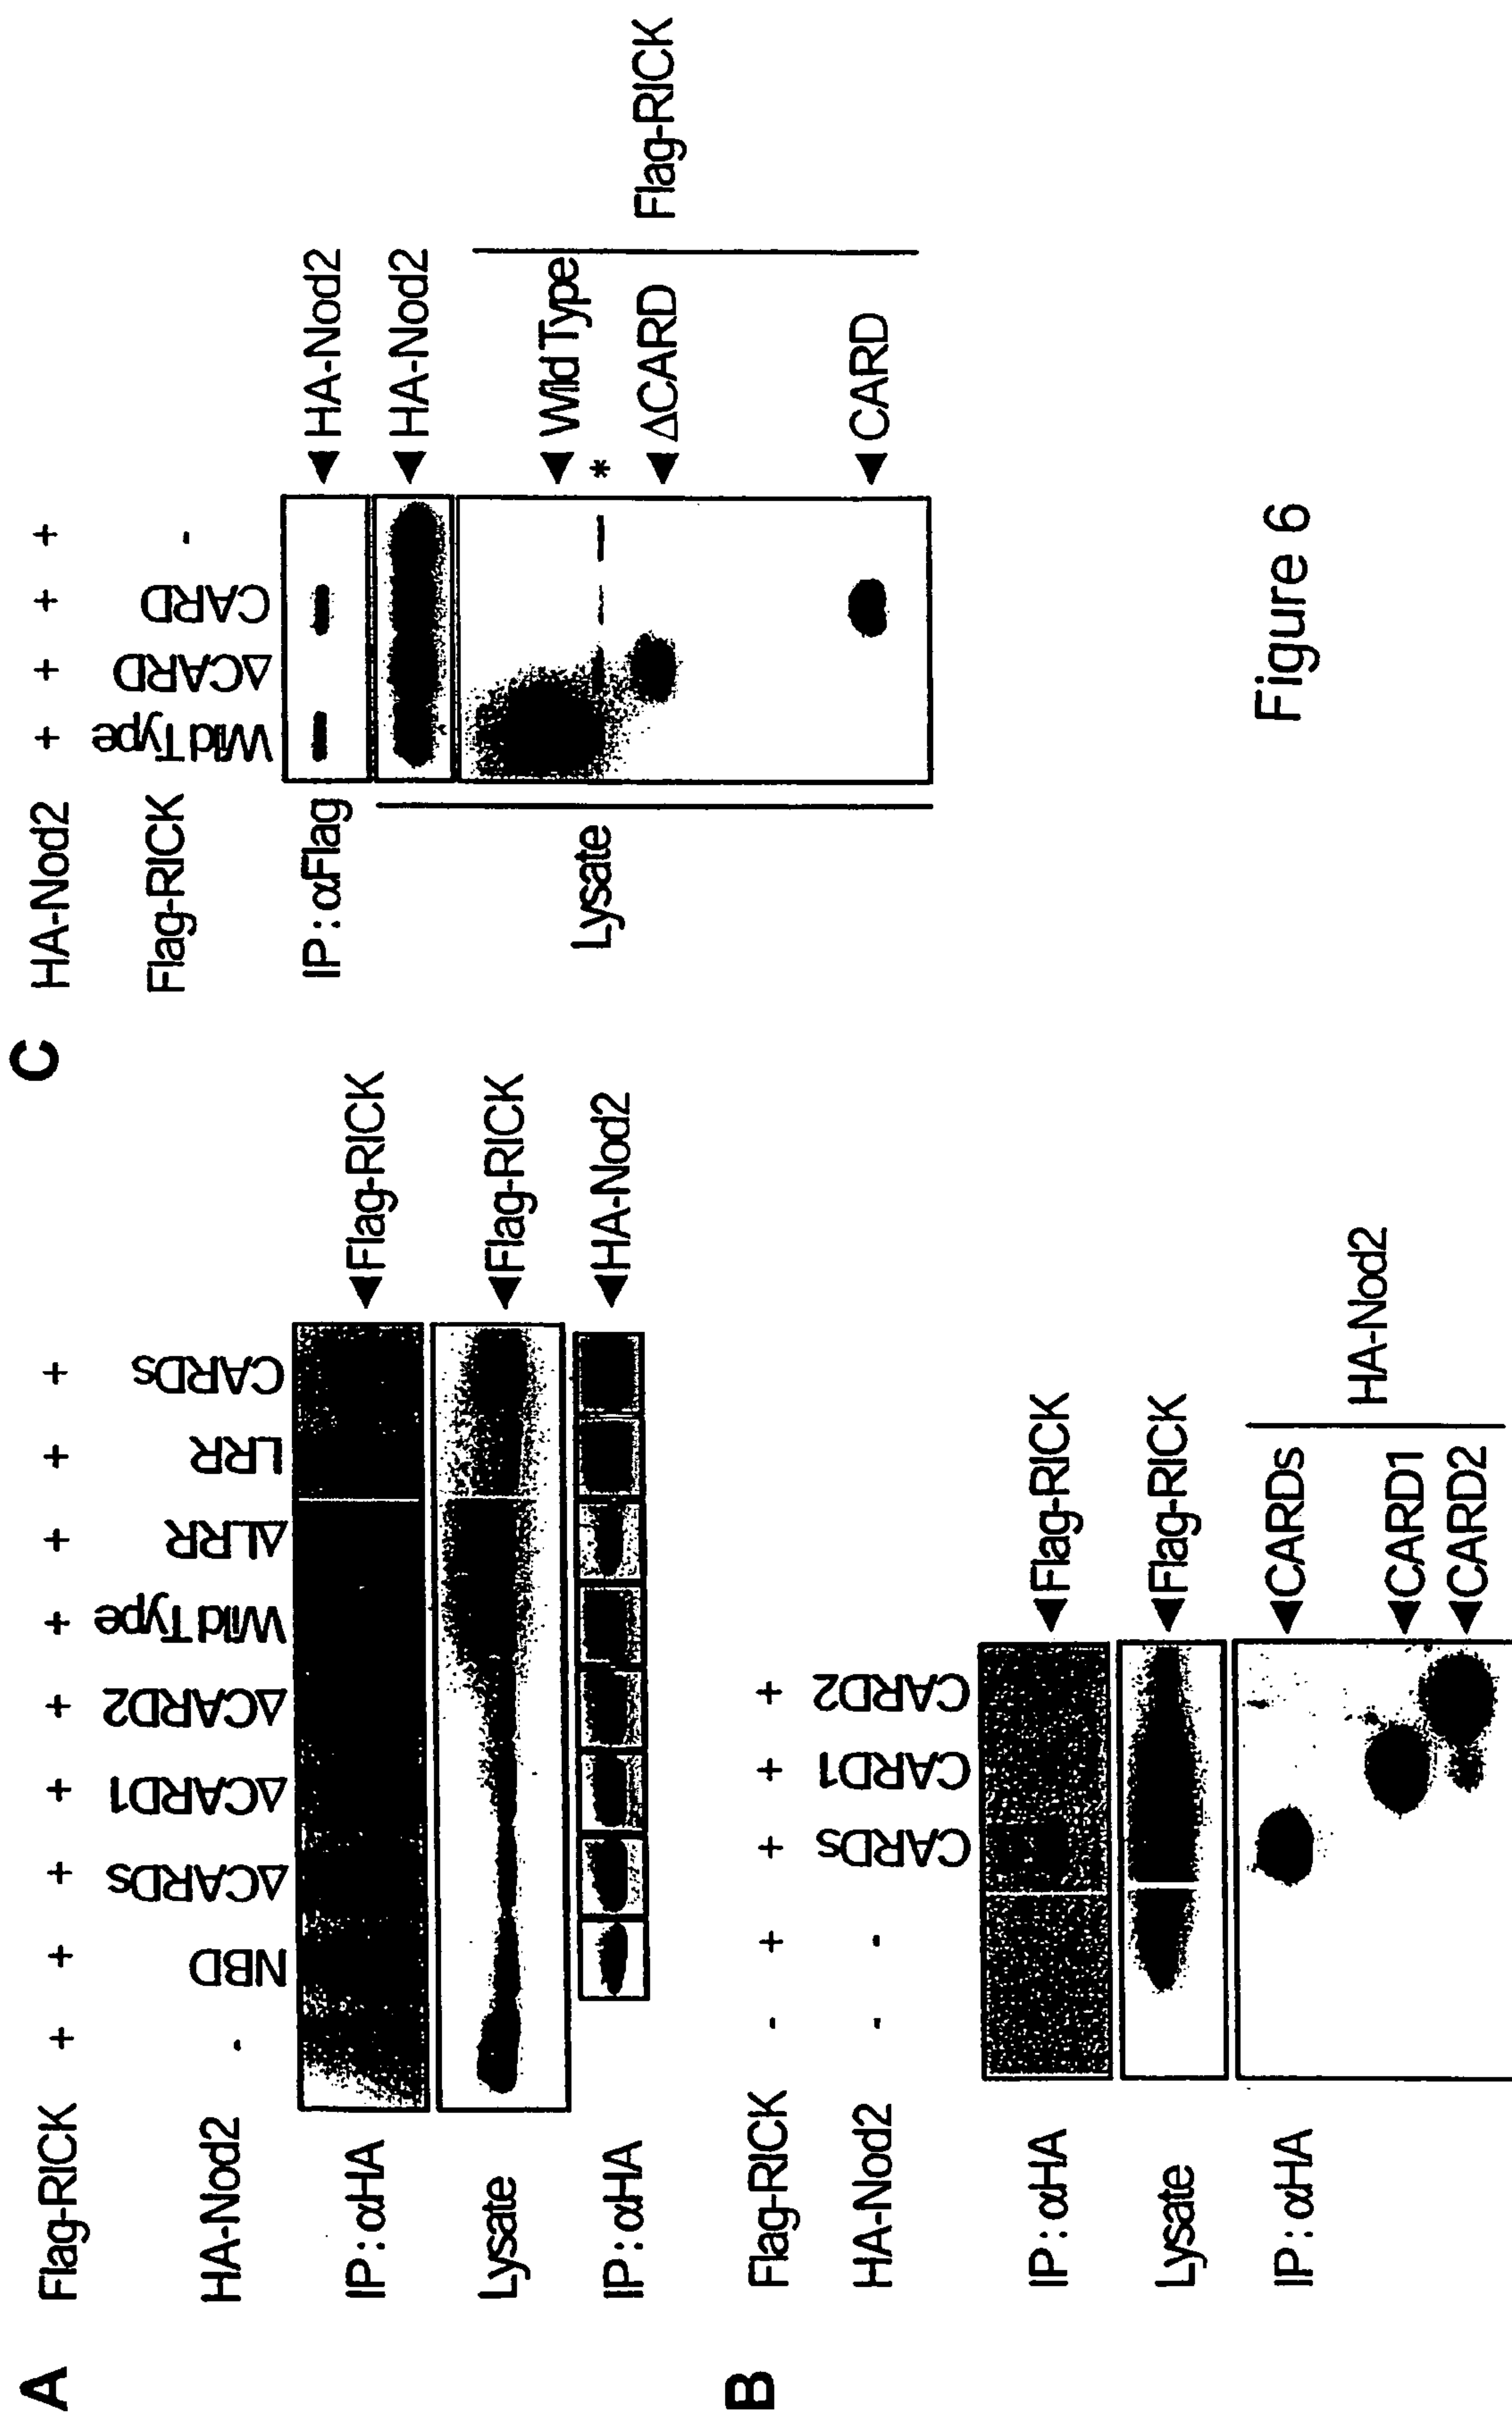 A
Flag-RICK + + + + + + + + +
HA-Nod2 - NBD ΔCARDs ΔCARD1 ΔCARD2 Wild Type ΔLRR LRR CARDs
IP: αHA ◀Flag-RICK
Lysate ◀Flag-RICK
IP: αHA ◀HA-Nod2
B
Flag-RICK - + + + +
HA-Nod2 - - CARDs CARD1 CARD2
IP: αHA ◀Flag-RICK
Lysate ◀Flag-RICK
IP: αHA ◀CARDs
◀CARD1
◀CARD2
HA-Nod2
C
HA-Nod2 + + + +
Flag-RICK Wild Type ΔCARD CARD -
IP: αFlag ◀HA-Nod2
Lysate ◀HA-Nod2
◀Wild Type
*
◀ΔCARD
◀CARD
Flag-RICK
Figure 6